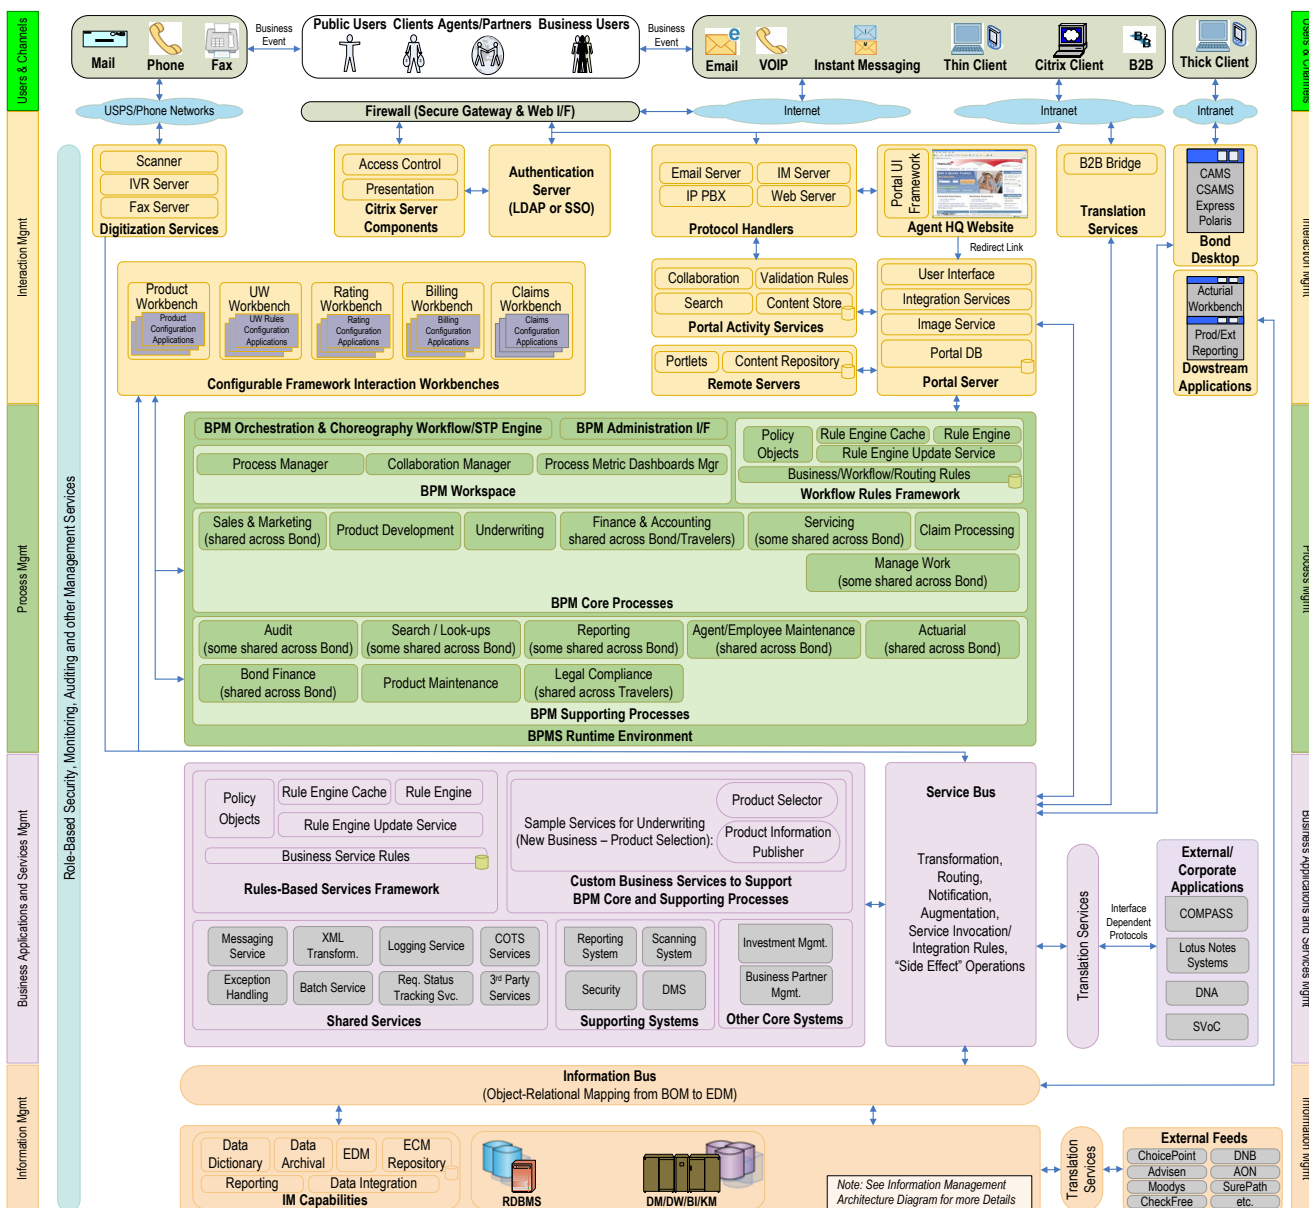 Users & Channels
Mail
Phone
Fax
Business
Event
Public Users
Clients
Agents/Partners
Business Users
Business
Event
Email
VOIP
Instant Messaging
Thin Client
Citrix Client
B2B
B2B
Thick Client
Users & Channels
USPS/Phone Networks
Firewall (Secure Gateway & Web I/F)
Internet
Intranet
Intranet
Interaction Mgmt
Scanner
IVR Server
Fax Server
Digitization Services
Access Control
Presentation
Citrix Server
Components
Authentication
Server
(LDAP or SSO)
Email Server
IM Server
IP PBX
Web Server
Protocol Handlers
Portal UI
Framework
Agent HQ Website
B2B Bridge
Translation
Services
CAMS
CSAMS
Express
Polaris
Bond
Desktop
Interaction Mgmt
Redirect Link
Product
Workbench
Product
Configuration
Applications
UW
Workbench
UW Rules
Configuration
Applications
Rating
Workbench
Rating
Configuration
Applications
Billing
Workbench
Billing
Configuration
Applications
Claims
Workbench
Claims
Configuration
Applications
Configurable Framework Interaction Workbenches
Collaboration
Validation Rules
Search
Content Store
Portal Activity Services
Portlets
Content Repository
Remote Servers
User Interface
Integration Services
Image Service
Portal DB
Portal Server
Acturial
Workbench
Prod/Ext
Reporting
Dowstream
Applications
Role-Based Security, Monitoring, Auditing and other Management Services
Process Mgmt
BPM Orchestration & Choreography Workflow/STP Engine
BPM Administration I/F
Process Manager
Collaboration Manager
Process Metric Dashboards Mgr
BPM Workspace
Policy
Objects
Rule Engine Cache
Rule Engine
Rule Engine Update Service
Business/Workflow/Routing Rules
Workflow Rules Framework
Sales & Marketing
(shared across Bond)
Product Development
Underwriting
Finance & Accounting
shared across Bond/Travelers)
Servicing
(some shared across Bond)
Claim Processing
Manage Work
(some shared across Bond)
BPM Core Processes
Audit
(some shared across Bond)
Search / Look-ups
(some shared across Bond)
Reporting
(some shared across Bond)
Agent/Employee Maintenance
(shared across Bond)
Actuarial
(shared across Bond)
Bond Finance
(shared across Bond)
Product Maintenance
Legal Compliance
(shared across Travelers)
BPM Supporting Processes
BPMS Runtime Environment
Process Mgmt
Business Applications and Services Mgmt
Policy
Objects
Rule Engine Cache
Rule Engine
Rule Engine Update Service
Business Service Rules
Rules-Based Services Framework
Sample Services for Underwriting
(New Business – Product Selection):
Product Selector
Product Information
Publisher
Custom Business Services to Support
BPM Core and Supporting Processes
Messaging
Service
XML
Transform.
Logging Service
COTS
Services
Exception
Handling
Batch Service
Req. Status
Tracking Svc.
3rd Party
Services
Shared Services
Reporting
System
Scanning
System
Security
DMS
Supporting Systems
Investment Mgmt.
Business Partner
Mgmt.
Other Core Systems
Service Bus
Transformation,
Routing,
Notification,
Augmentation,
Service Invocation/
Integration Rules,
“Side Effect” Operations
Translation Services
Interface
Dependent
Protocols
External/
Corporate
Applications
COMPASS
Lotus Notes
Systems
DNA
SVoC
Business Applications and Services Mgmt
Information Mgmt
Information Bus
(Object-Relational Mapping from BOM to EDM)
Data
Dictionary
Data
Archival
EDM
ECM
Repository
Reporting
Data Integration
IM Capabilities
RDBMS
DM/DW/BI/KM
Note: See Information Management
Architecture Diagram for more Details
Translation
Services
External Feeds
ChoicePoint
DNB
Advisen
AON
Moodys
SurePath
CheckFree
etc.
Information Mgmt